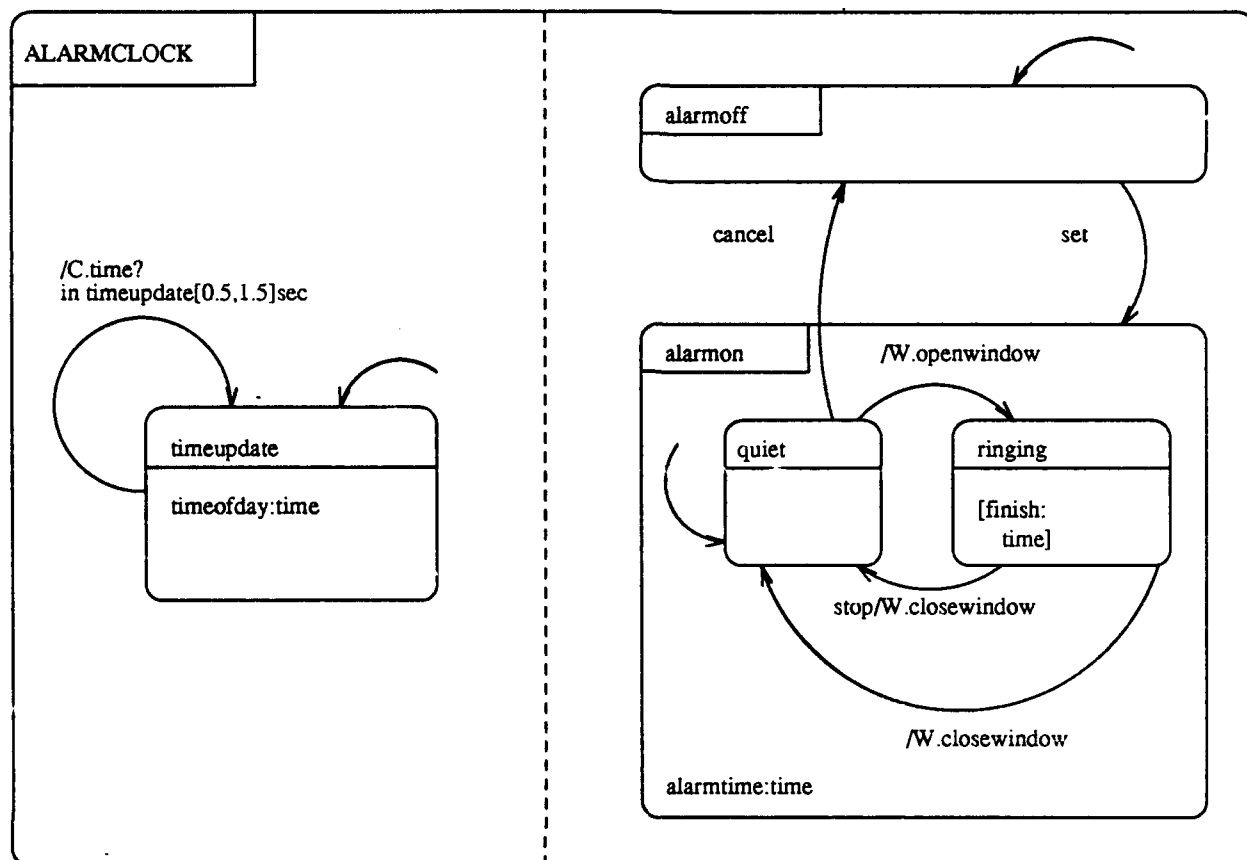 ALARMCLOCK
alarmoff
cancel
set
/C.time?
in timeupdate[0.5,1.5]sec
timeupdate
timeofday:time
alarmon
/W.openwindow
quiet
ringing
[finish:
time]
stop/W.closewindow
/W.closewindow
alarmtime:time